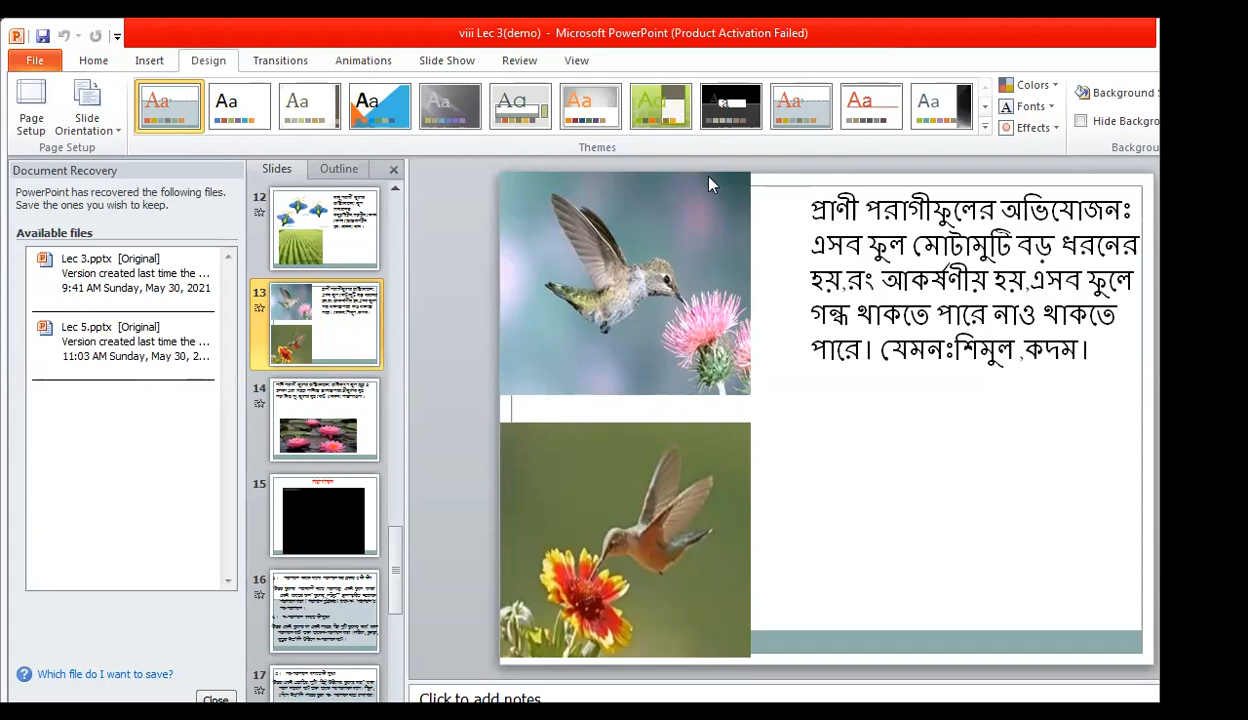 viii Lec 3(demo) - Microsoft PowerPoint (Product Activation Failed)
File Home Insert Design Transitions Animations Slide Show Review View
Page Setup
Slide Orientation
Page Setup
Themes
Colors
Fonts
Effects
Background
Hide
Document Recovery
PowerPoint has recovered the following files.
Save the ones you wish to keep.
Available files
Lec 3.pptx [Original]
Version created last time the ...
9:41 AM Sunday, May 30, 2021
Lec 5.pptx [Original]
Version created last time the ...
11:03 AM Sunday, May 30, 2...
Which file do I want to save?
Close
Slides Outline
12
13
14
15
16
17
প্রাণী পরাগীফুলের অভিযোজনঃ
এসব ফুল মোটামুটি বড় ধরনের
হয়,রং আকর্ষণীয় হয়,এসব ফুলে
গন্ধ থাকতে পারে নাও থাকতে
পারে। যেমনঃশিমুল ,কদম।
Click to add notes